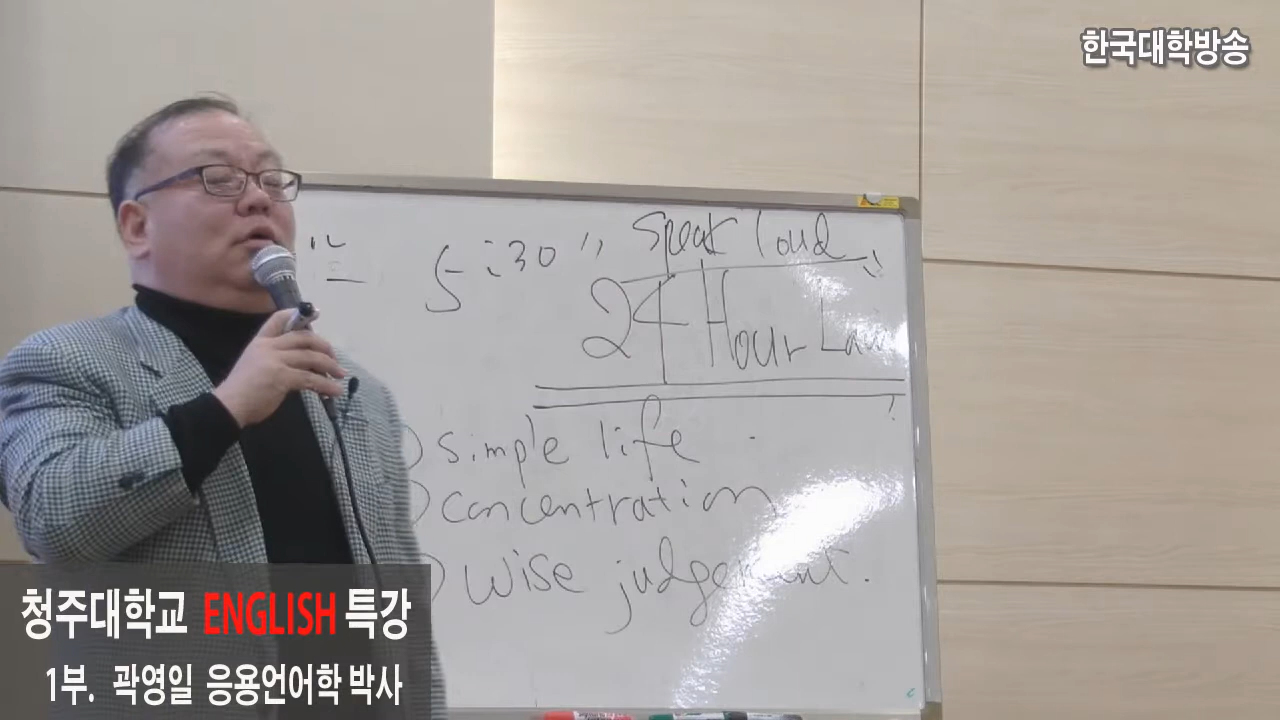 한국대학방송
5:30" Speak loud
24 Hour Law
simple life
concentration
wise judgement.
청주대학교 ENGLISH 특강
1부. 곽영일 응용언어학 박사